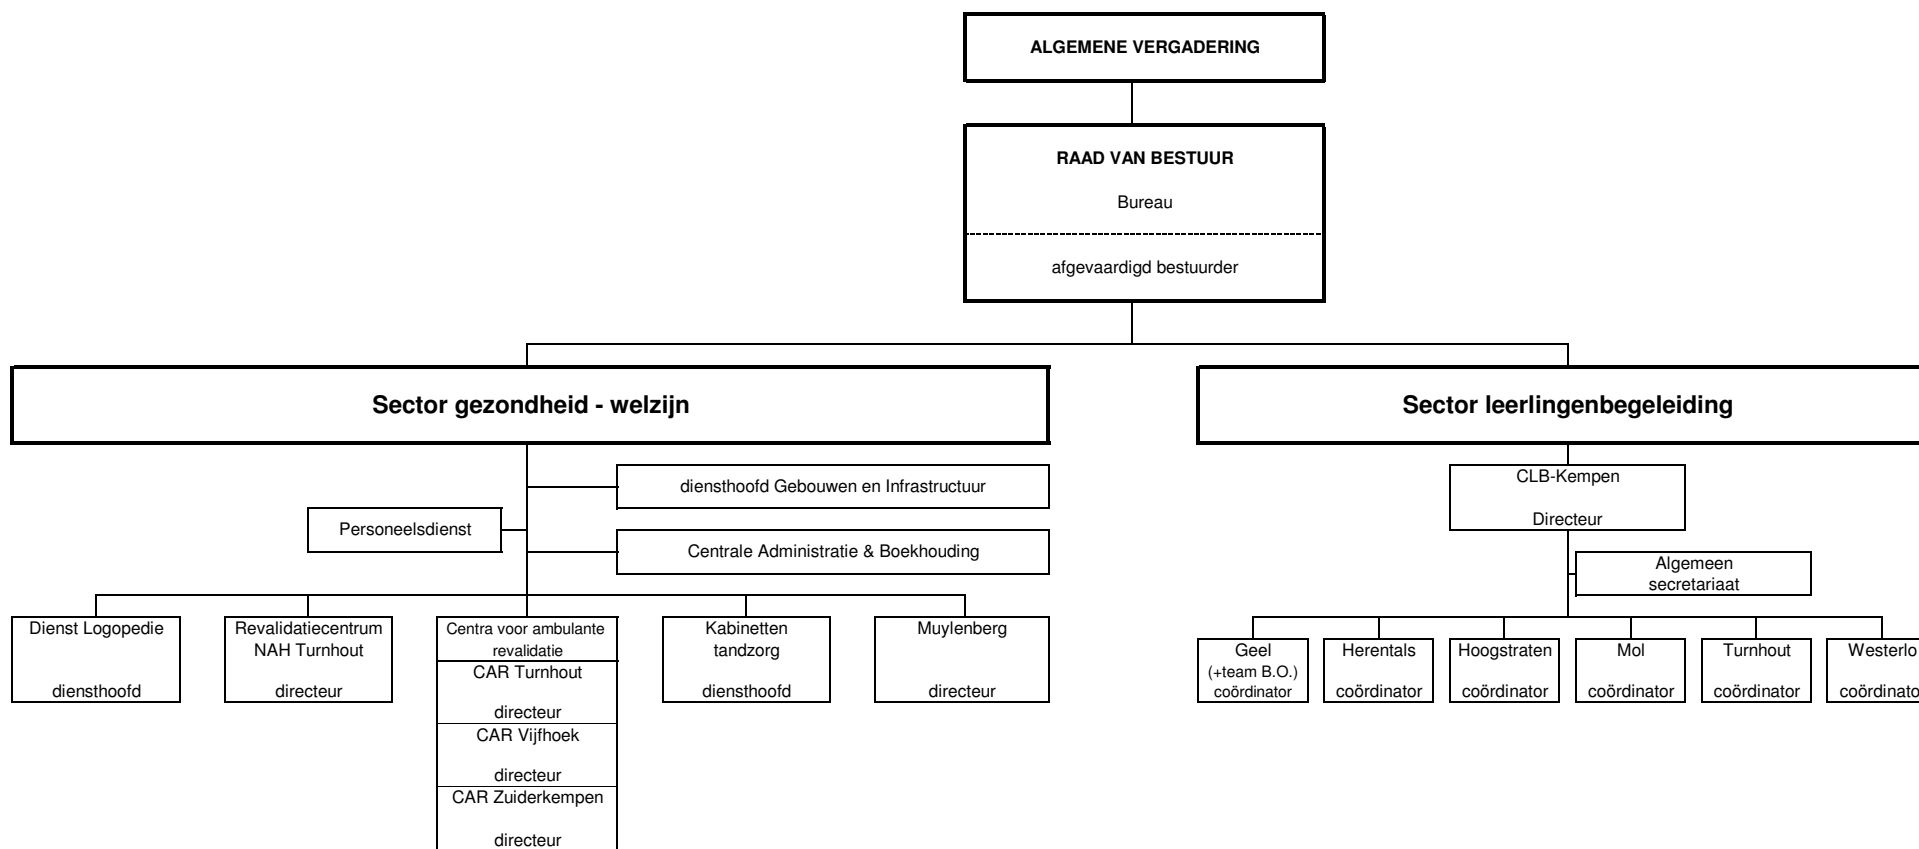 ALGEMENE VERGADERING
RAAD VAN BESTUUR
Bureau
afgevaardigd bestuurder
Sector gezondheid - welzijn
diensthoofd Gebouwen en Infrastructuur
Personeelsdienst
Centrale Administratie & Boekhouding
Dienst Logopedie
diensthoofd
Revalidatiecentrum
NAH Turnhout
directeur
Centra voor ambulante
revalidatie
CAR Turnhout
directeur
CAR Vijfhoek
directeur
CAR Zuiderkempen
directeur
Kabinetten
tandzorg
diensthoofd
Muylenberg
directeur
Sector leerlingenbegeleiding
CLB-Kempen
Directeur
Algemeen
secretariaat
Geel
(+team B.O.)
coördinator
Herentals
coördinator
Hoogstraten
coördinator
Mol
coördinator
Turnhout
coördinator
Westerlo
coördinato